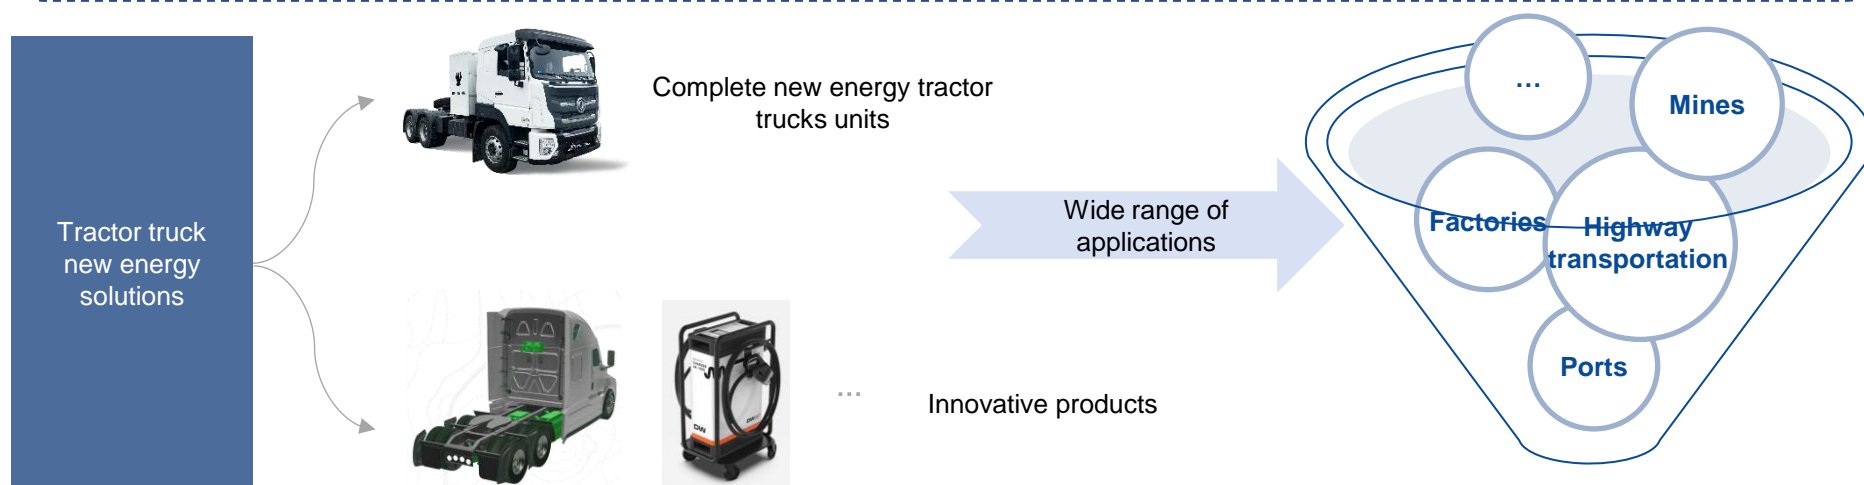 Tractor truck
new energy
solutions
Complete new energy tractor
trucks units
...
Innovative products
DW
Wide range of
applications
...
Mines
Factories
Highway
transportation
Ports